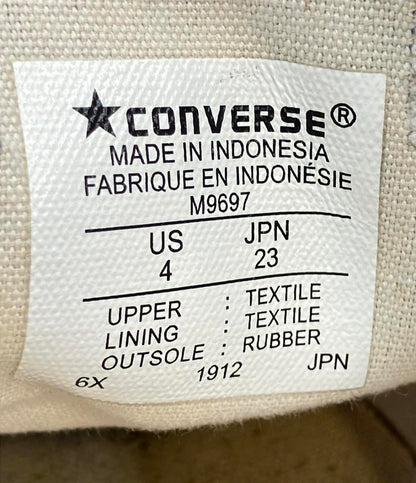 ★CONVERSE®
MADE IN INDONESIA
FABRIQUE EN INDONÉSIE
M9697
US JPN
4 23
UPPER : TEXTILE
LINING : TEXTILE
OUTSOLE : RUBBER
6X 1912 JPN